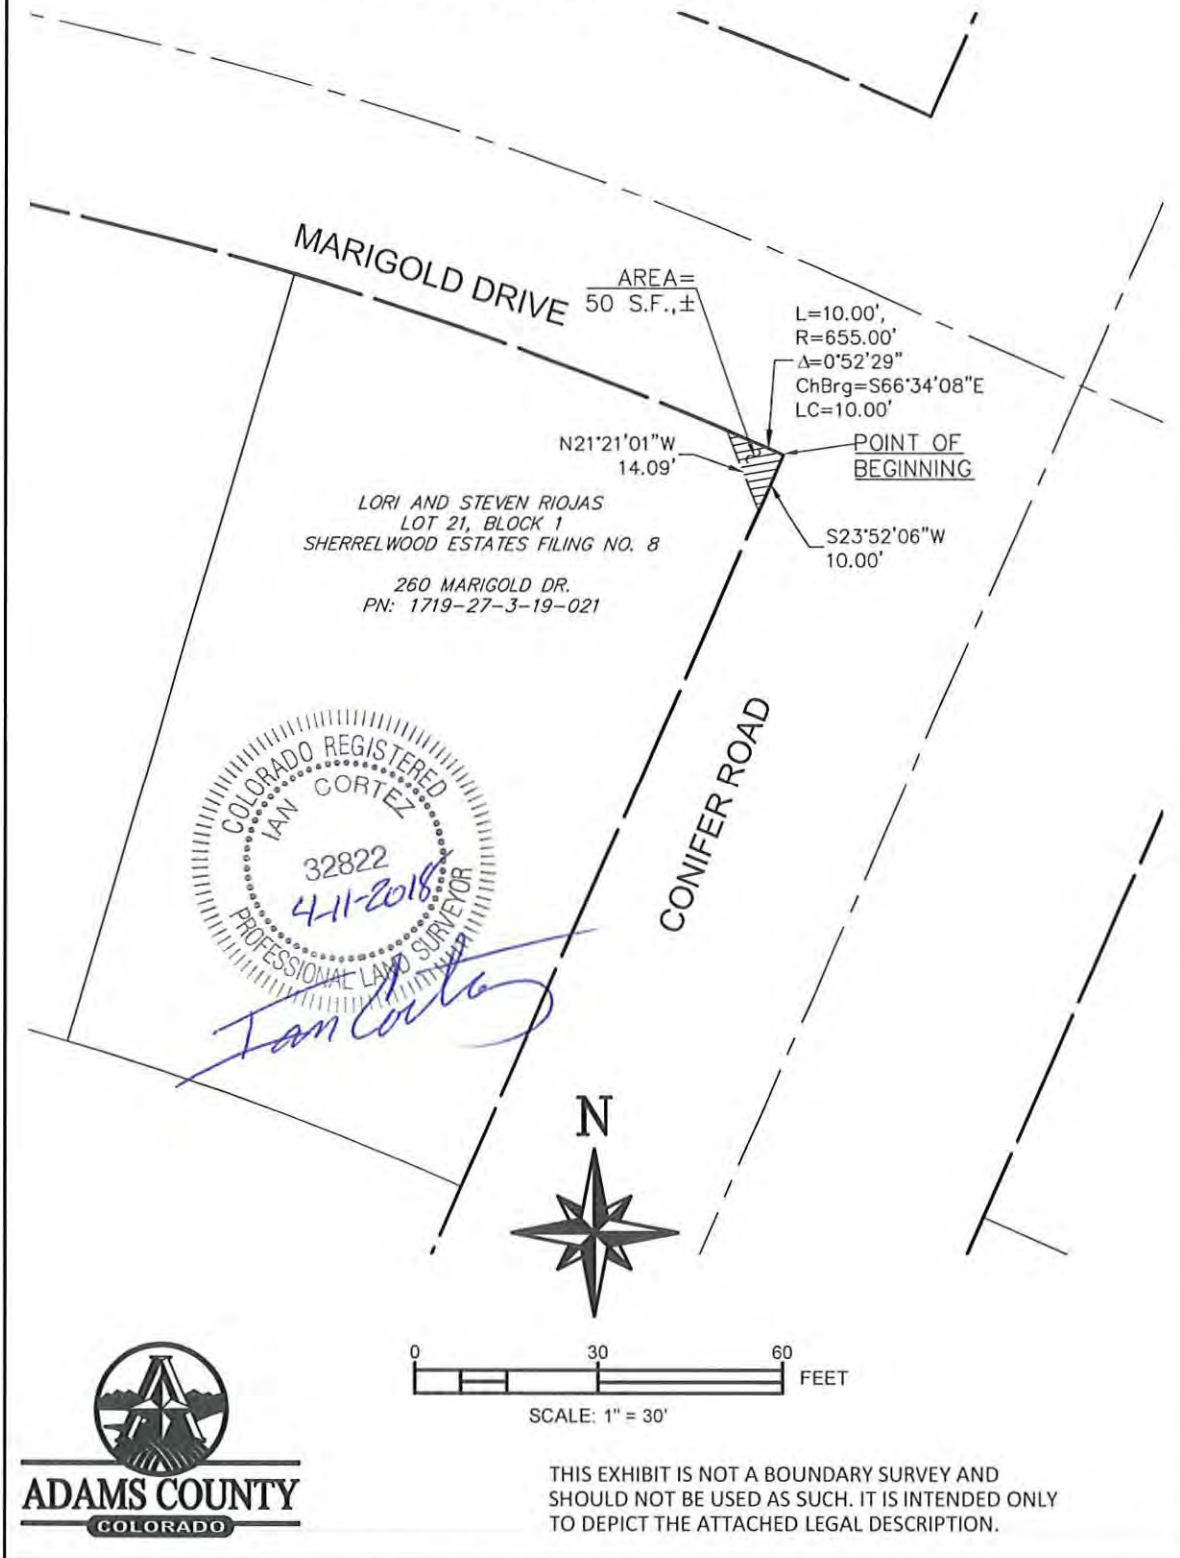 MARIGOLD DRIVE
AREA=
50 S.F.,±
L=10.00',
R=655.00'
Δ=0°52'29"
ChBrg=S66°34'08"E
LC=10.00'
N21°21'01"W
14.09'
POINT OF
BEGINNING
LORI AND STEVEN RIOJAS
LOT 21, BLOCK 1
SHERRELWOOD ESTATES FILING NO. 8
S23°52'06"W
10.00'
260 MARIGOLD DR.
PN: 1719-27-3-19-021
CONIFER ROAD
COLORADO REGISTERED
IAN CORTEZ
32822
4-11-2018
PROFESSIONAL LAND SURVEYOR
Ian Cortez
N
0 30 60
FEET
SCALE: 1" = 30'
ADAMS COUNTY
COLORADO
THIS EXHIBIT IS NOT A BOUNDARY SURVEY AND
SHOULD NOT BE USED AS SUCH. IT IS INTENDED ONLY
TO DEPICT THE ATTACHED LEGAL DESCRIPTION.